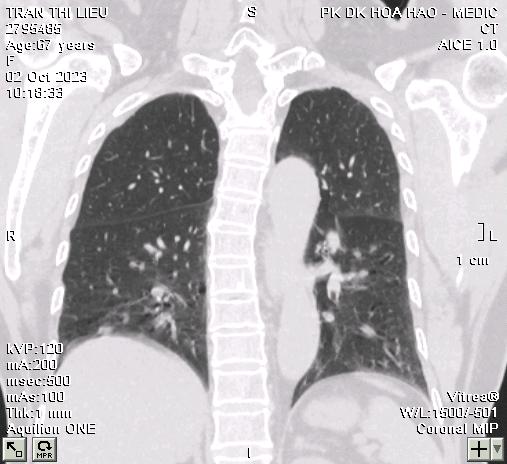 TRAN THI LIEU
2795485
Age:67 years
F
02 Oct 2023
10:18:33
S
PK DK HOA HAO - MEDIC
CT
AICE 1.0
R
L
1 cm
kVP:120
mA:200
msec:500
mAs:100
Thk:1 mm
Aquilion ONE
Vitrea®
W/L:1500/-501
Coronal MIP
MPR
I